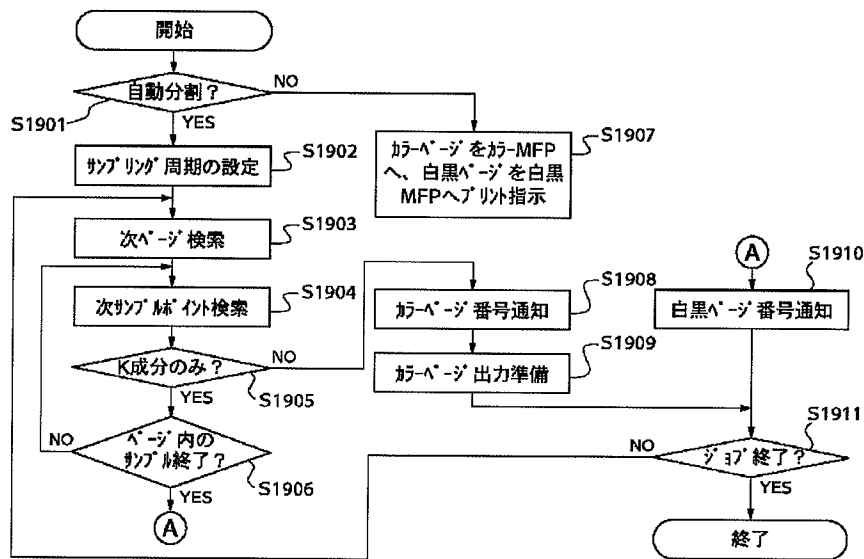 開始
自動分割?
NO
YES
S1901
サンプリング周期の設定
S1902
カラーページをカラーMFP
へ、白黒ページを白黒
MFPへプリント指示
S1907
次ページ検索
S1903
次サンプルポイント検索
S1904
K成分のみ?
NO
YES
S1905
ページ内の
サンプル終了?
NO
YES
S1906
A
カラーページ番号通知
S1908
カラーページ出力準備
S1909
A
S1910
白黒ページ番号通知
S1911
ジョブ終了?
NO
YES
終了